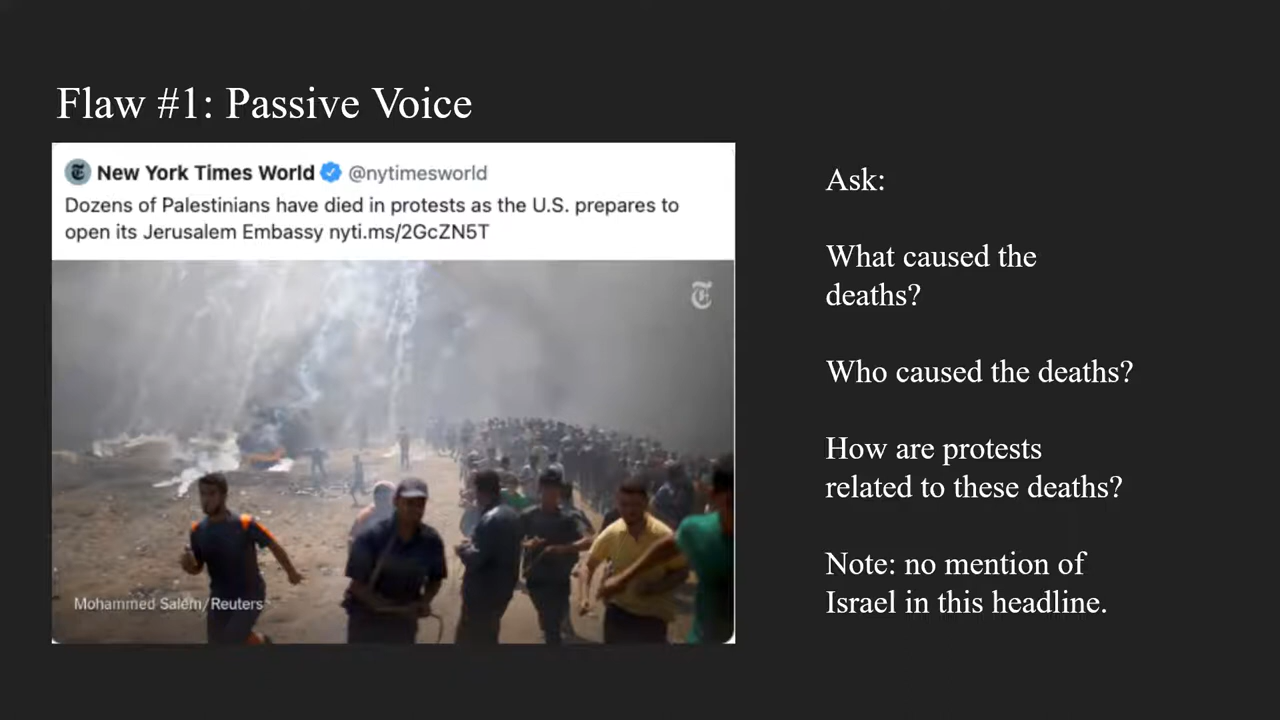 Flaw #1: Passive Voice
New York Times World @nytimesworld
Dozens of Palestinians have died in protests as the U.S. prepares to
open its Jerusalem Embassy nyti.ms/2GcZN5T
Mohammed Salem/Reuters
Ask:
What caused the
deaths?
Who caused the deaths?
How are protests
related to these deaths?
Note: no mention of
Israel in this headline.